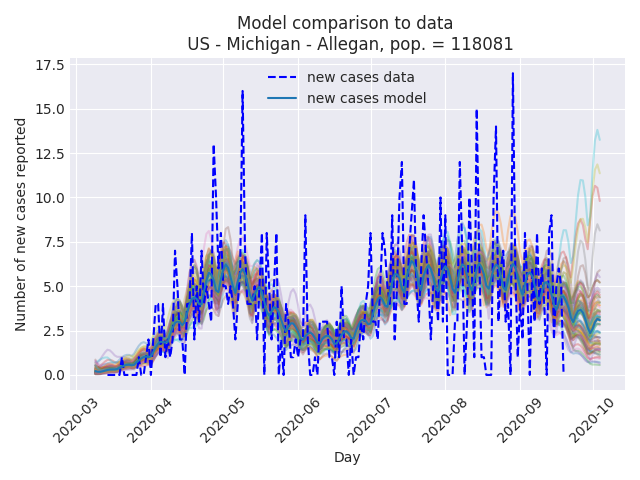 Model comparison to data
US - Michigan - Allegan, pop. = 118081
new cases data
new cases model
Number of new cases reported
17.5
15.0
12.5
10.0
7.5
5.0
2.5
0.0
2020-03
2020-04
2020-05
2020-06
2020-07
2020-08
2020-09
2020-10
Day